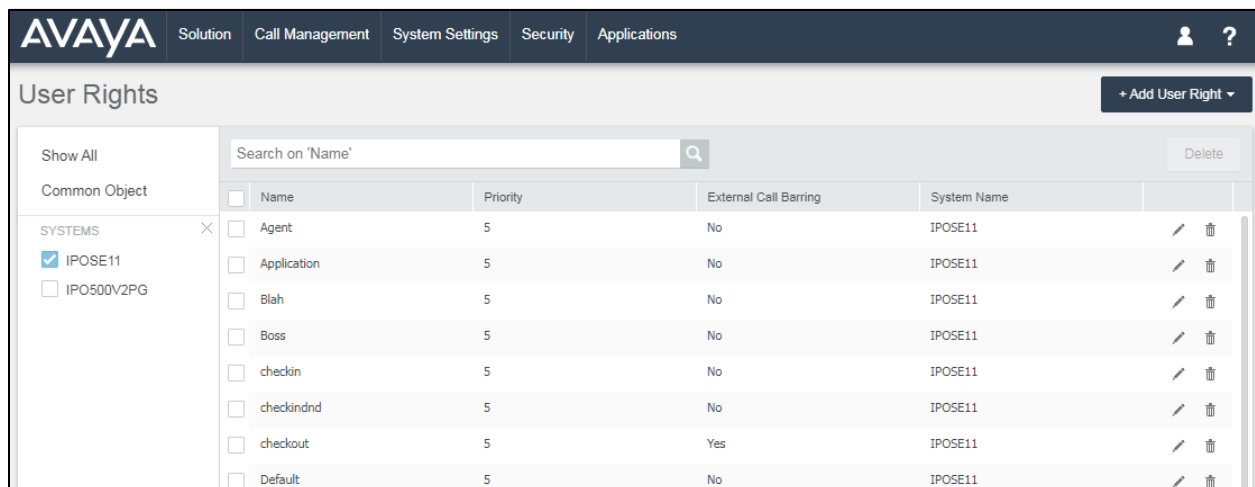 AVAYA Solution Call Management System Settings Security Applications ?
User Rights + Add User Right
Show All
Common Object
SYSTEMS
IPOSE11
IPO500V2PG
Search on 'Name' Delete
Name Priority External Call Barring System Name
Agent 5 No IPOSE11
Application 5 No IPOSE11
Blah 5 No IPOSE11
Boss 5 No IPOSE11
checkin 5 No IPOSE11
checkindnd 5 No IPOSE11
checkout 5 Yes IPOSE11
Default 5 No IPOSE11